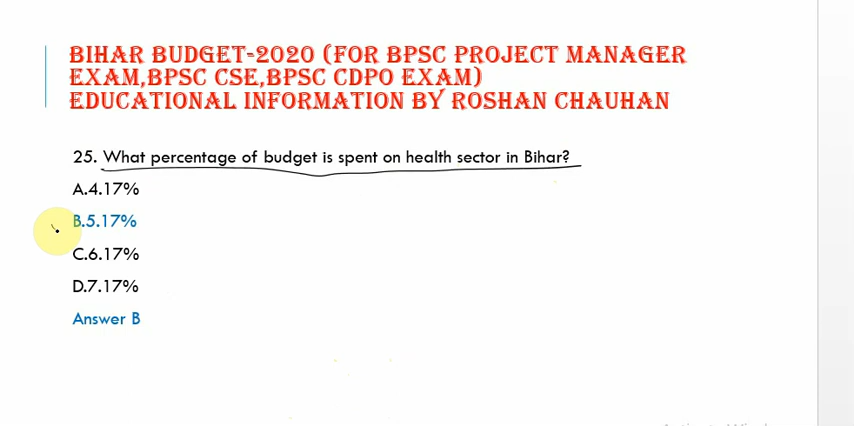 BIHAR BUDGET-2020 (FOR BPSC PROJECT MANAGER
EXAM,BPSC CSE,BPSC CDPO EXAM)
EDUCATIONAL INFORMATION BY ROSHAN CHAUHAN
25. What percentage of budget is spent on health sector in Bihar?
A.4.17%
B.5.17%
C.6.17%
D.7.17%
Answer B